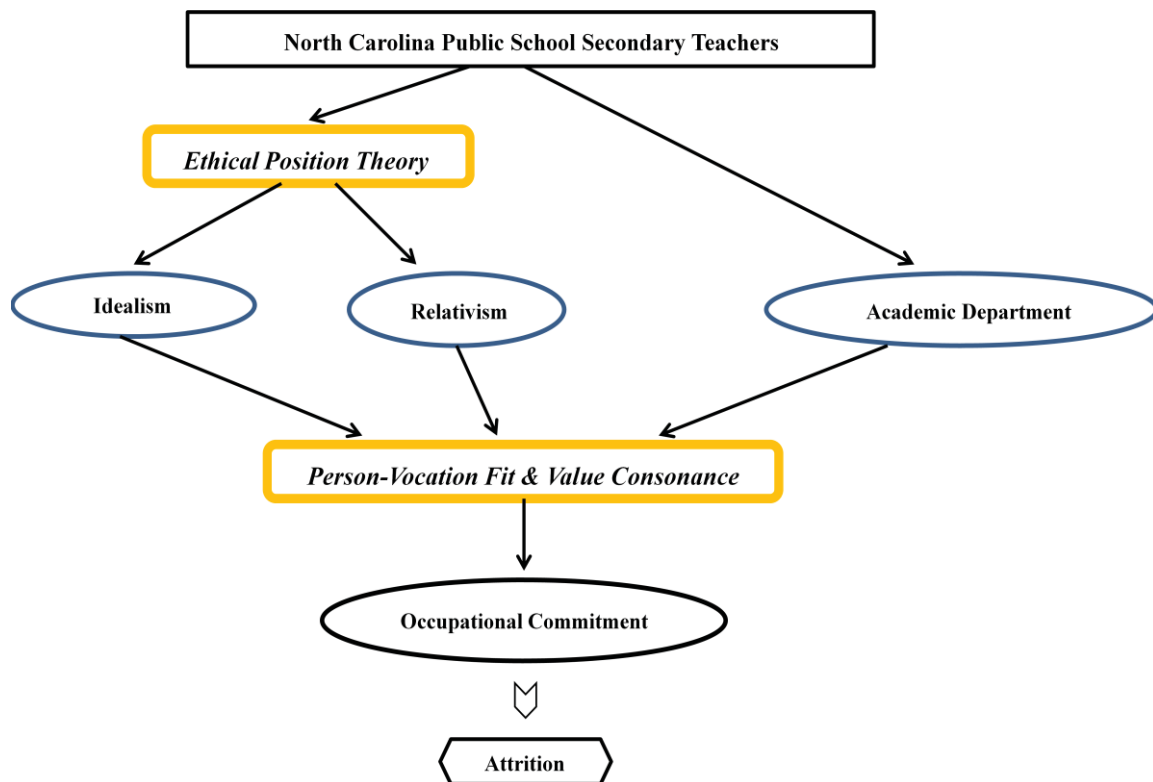 North Carolina Public School Secondary Teachers
Ethical Position Theory
Idealism
Relativism
Academic Department
Person-Vocation Fit & Value Consonance
Occupational Commitment
Attrition